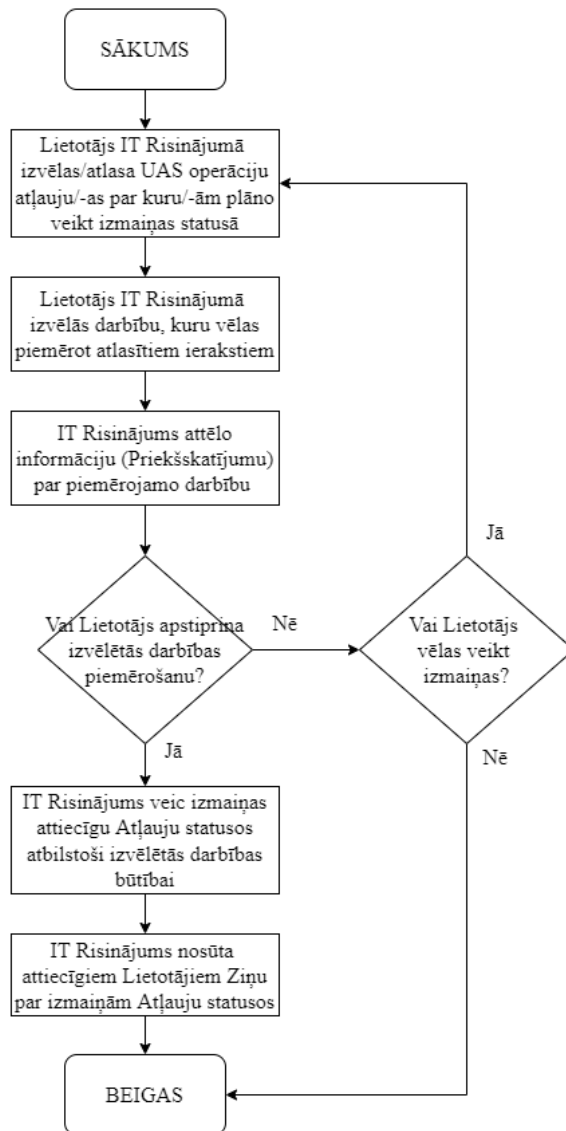 SĀKUMS
Lietotājs IT Risinājumā
izvēlas/atlasa UAS operāciju
atļauju/-as par kuru/-ām plāno
veikt izmaiņas statusā
Lietotājs IT Risinājumā
izvēlās darbību, kuru vēlas
piemērot atlasītiem ierakstiem
IT Risinājums attēlo
informāciju (Priekšskatījumu)
par piemērojamo darbību
Vai Lietotājs apstiprina
izvēlētās darbības
piemērošanu?
Nē
Vai Lietotājs
vēlas veikt
izmaiņas?
Jā
Nē
Jā
IT Risinājums veic izmaiņas
attiecīgu Atļauju statusos
atbilstoši izvēlētās darbības
būtībai
IT Risinājums nosūta
attiecīgiem Lietotājiem Ziņu
par izmaiņām Atļauju statusos
BEIGAS